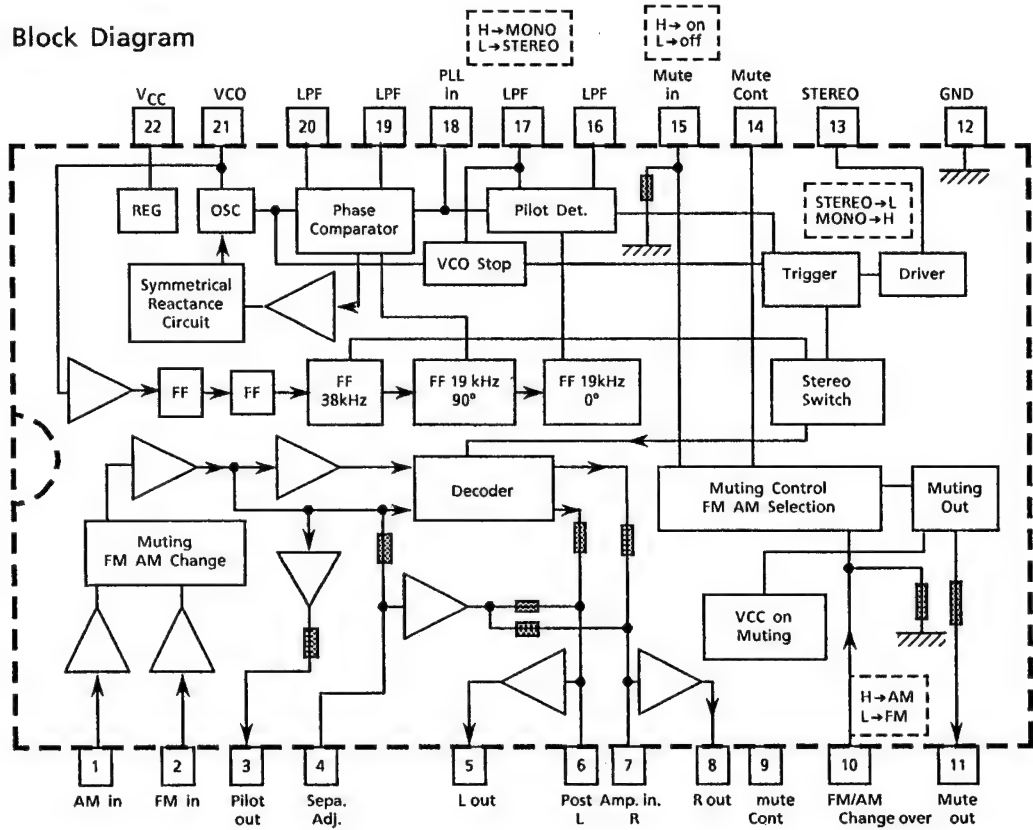 Block Diagram
H→MONO
L→STEREO
H→on
L→off
VCC
VCO
LPF
LPF
PLL
in
LPF
LPF
Mute
in
Mute
Cont
STEREO
GND
22
21
20
19
18
17
16
15
14
13
12
REG
OSC
Phase
Comparator
Pilot Det.
STEREO→L
MONO→H
VCO Stop
Trigger
Driver
Symmetrical
Reactance
Circuit
FF
FF
FF
38kHz
FF 19 kHz
90°
FF 19kHz
0°
Stereo
Switch
Decoder
Muting Control
FM AM Selection
Muting
Out
Muting
FM AM Change
VCC on
Muting
H→AM
L→FM
1
2
3
4
5
6
7
8
9
10
11
AM in
FM in
Pilot
out
Sepa.
Adj.
L out
Post Amp. in.
L R
R out
mute
Cont
FM/AM
Change over
Mute
out